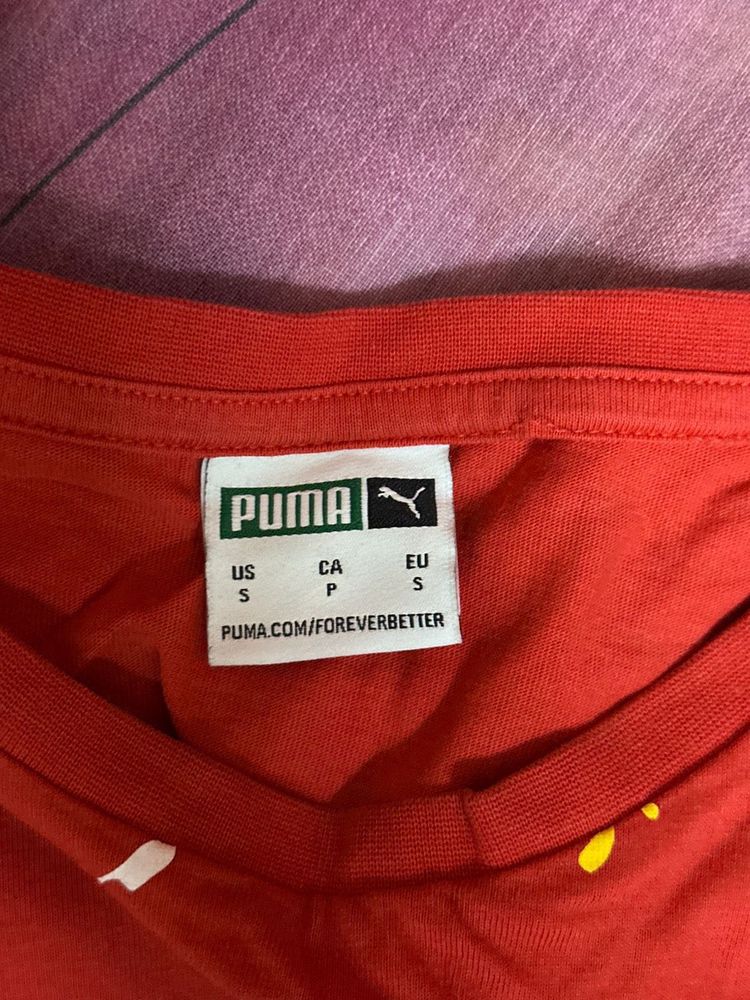 PUMA
US CA EU
S P S
PUMA.COM/FOREVERBETTER